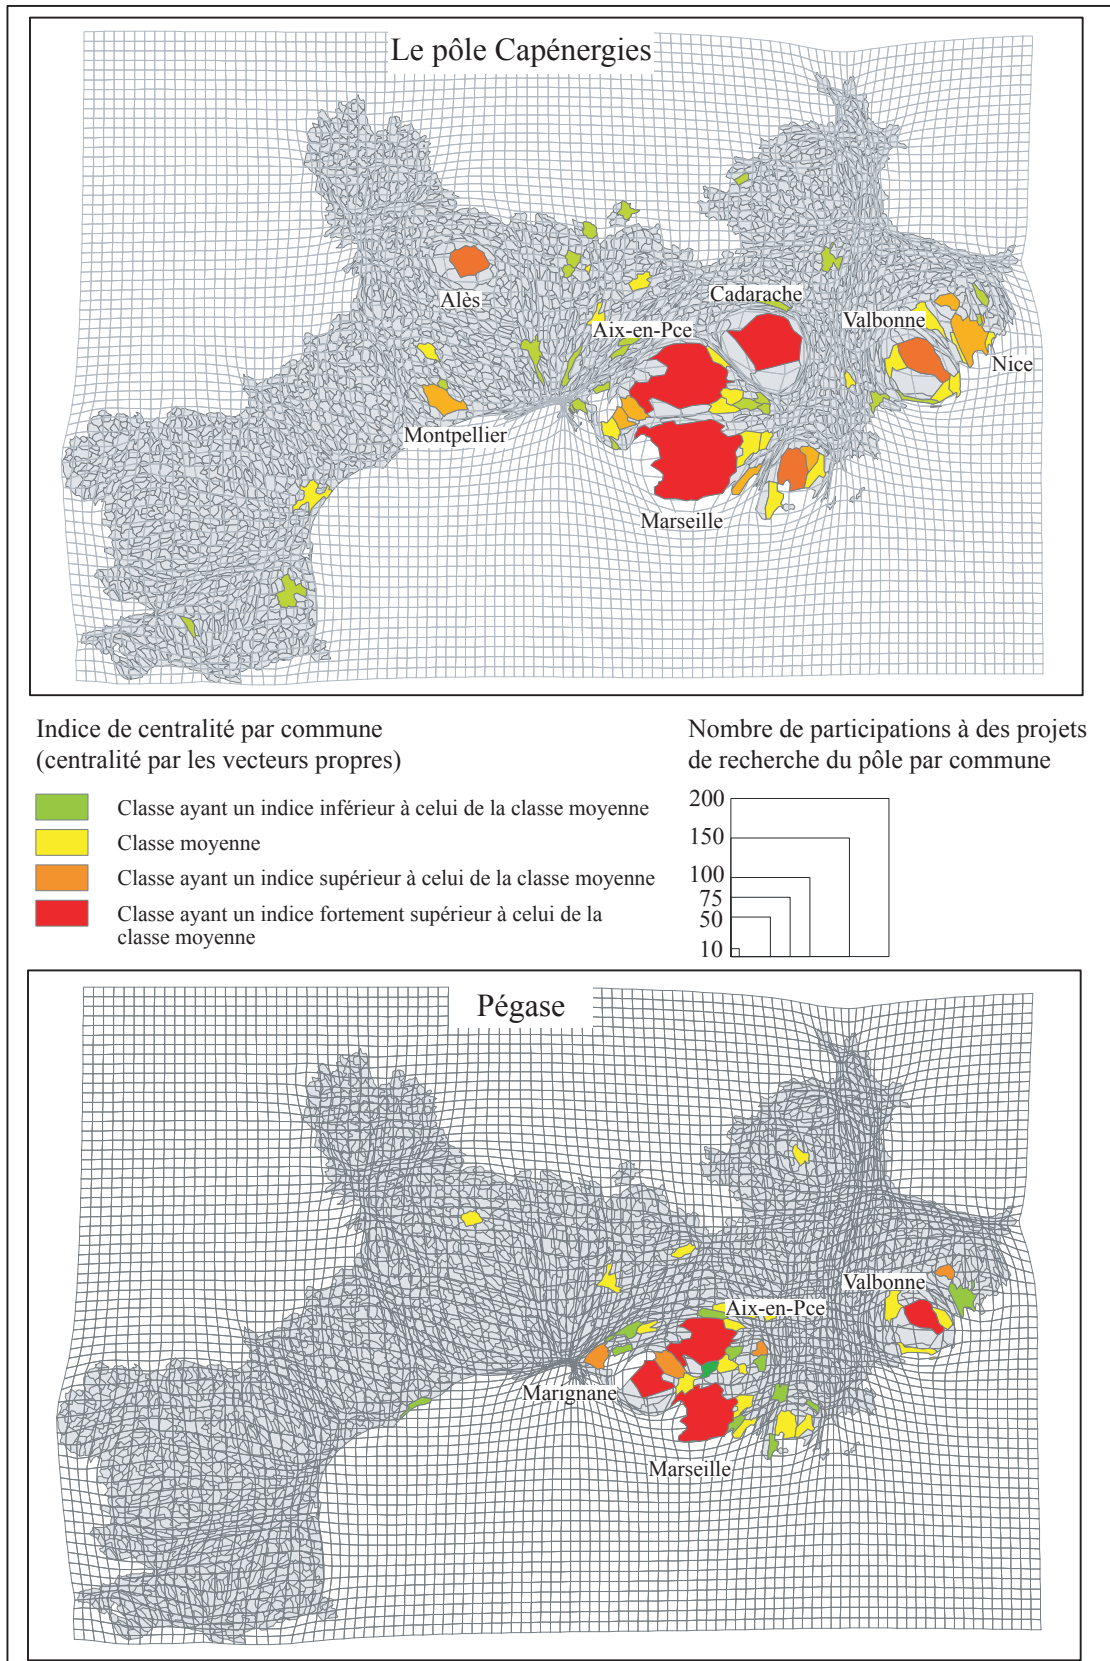 Le pôle Capénergies
Alès
Cadarache
Aix-en-Pce
Valbonne
Nice
Montpellier
Marseille
Indice de centralité par commune
(centralité par les vecteurs propres)
Classe ayant un indice inférieur à celui de la classe moyenne
Classe moyenne
Classe ayant un indice supérieur à celui de la classe moyenne
Classe ayant un indice fortement supérieur à celui de la
classe moyenne
Nombre de participations à des projets
de recherche du pôle par commune
200
150
100
75
50
10
Pégase
Valbonne
Aix-en-Pce
Marignane
Marseille